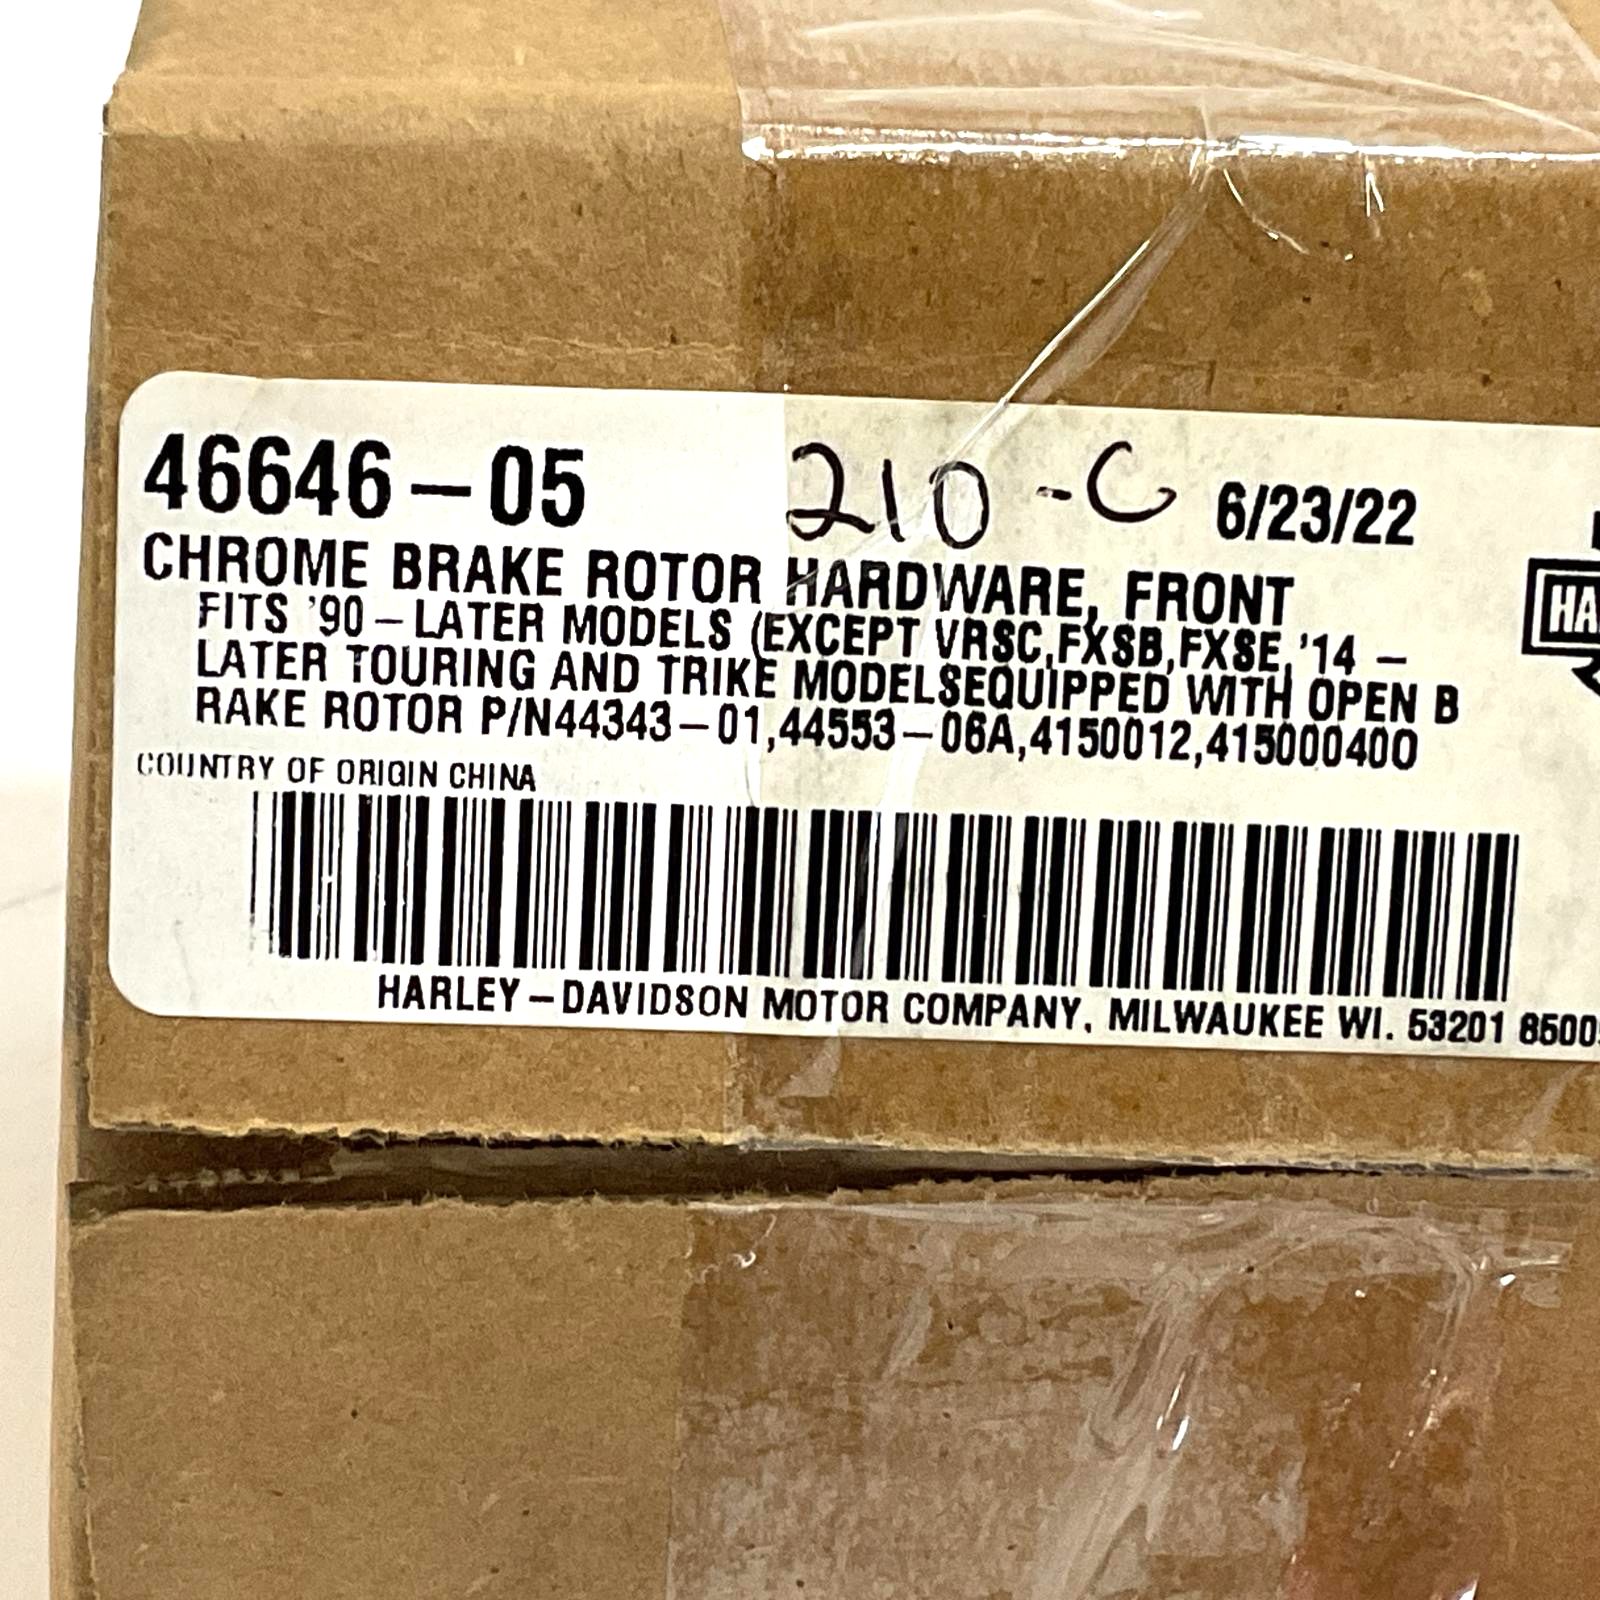 46646-05 210-C 6/23/22
CHROME BRAKE ROTOR HARDWARE, FRONT
FITS '90-LATER MODELS (EXCEPT VRSC,FXSB,FXSE,'14-
LATER TOURING AND TRIKE MODELSEQUIPPED WITH OPEN B
RAKE ROTOR P/N44343-01,44553-06A,4150012,415000400
COUNTRY OF ORIGIN CHINA
HARLEY-DAVIDSON MOTOR COMPANY, MILWAUKEE WI. 53201
HA